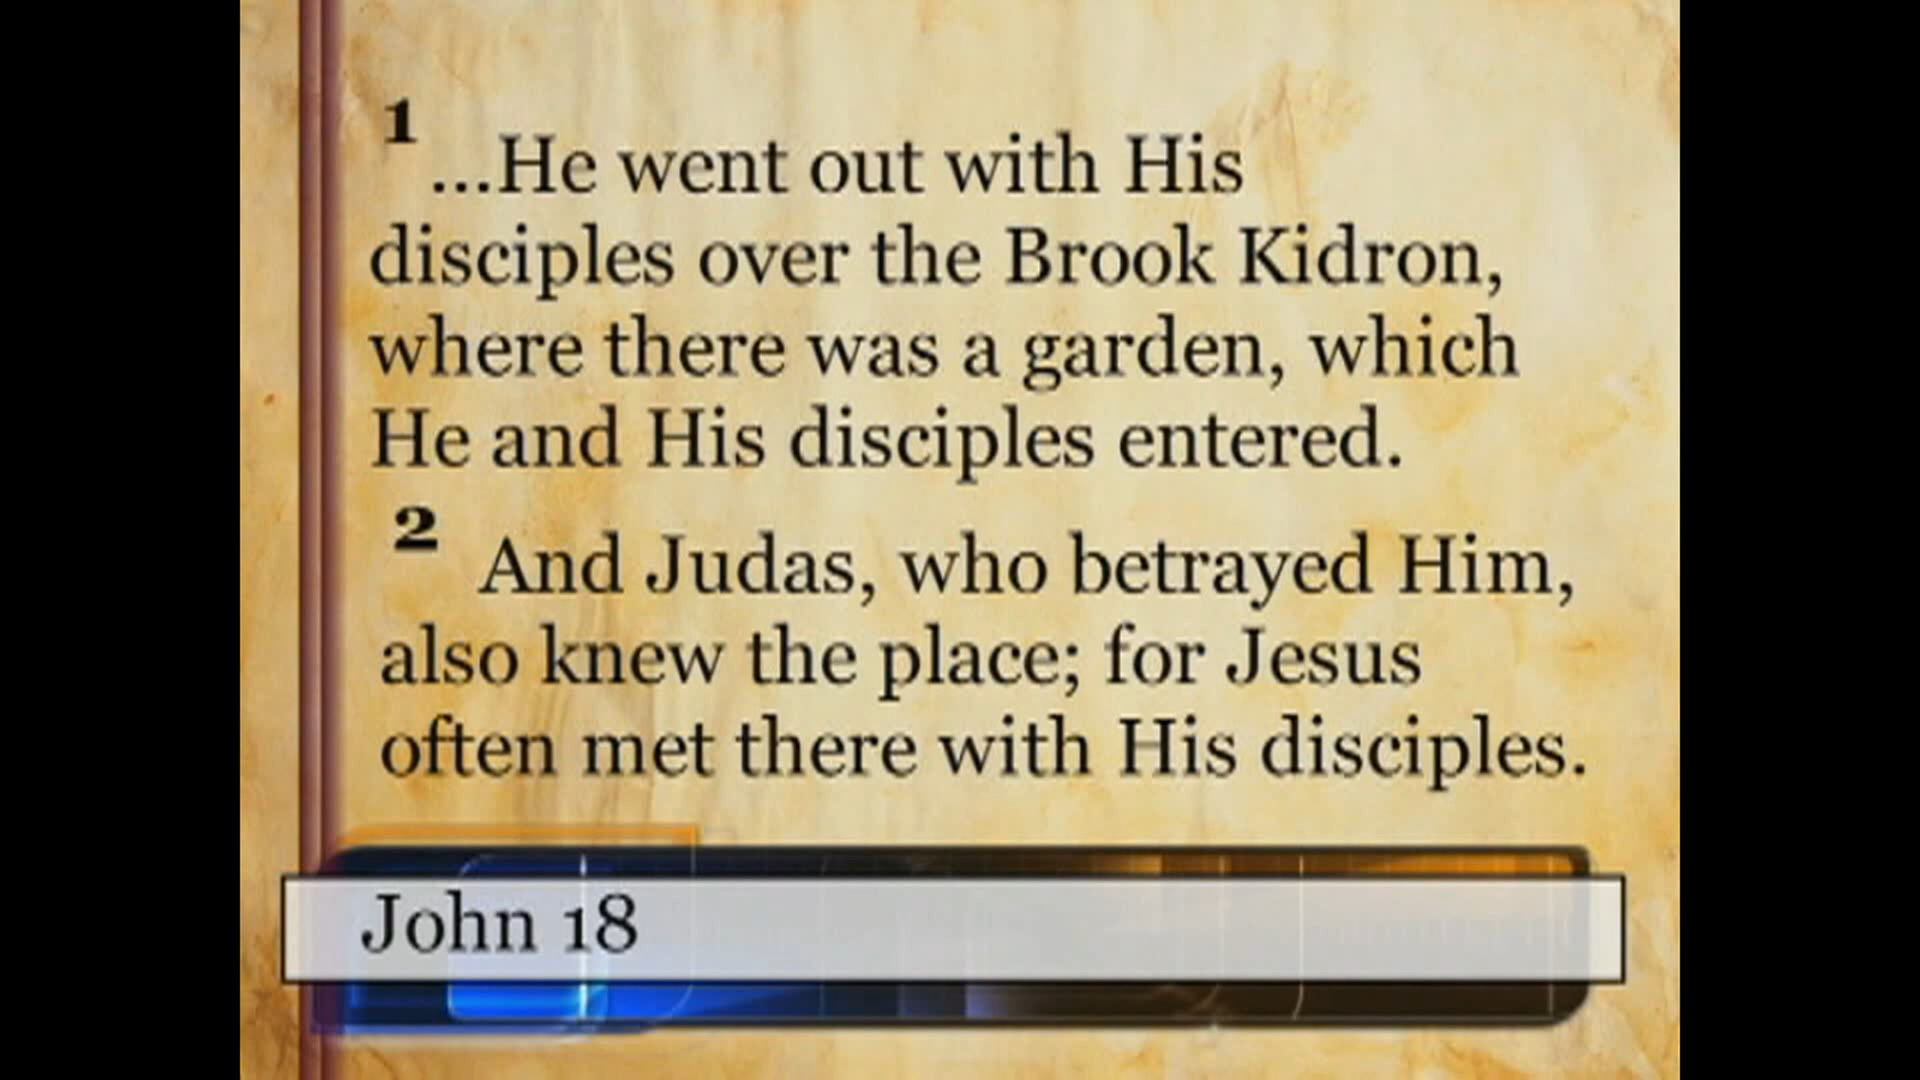 1 ...He went out with His
disciples over the Brook Kidron,
where there was a garden, which
He and His disciples entered.
2 And Judas, who betrayed Him,
also knew the place; for Jesus
often met there with His disciples.
John 18